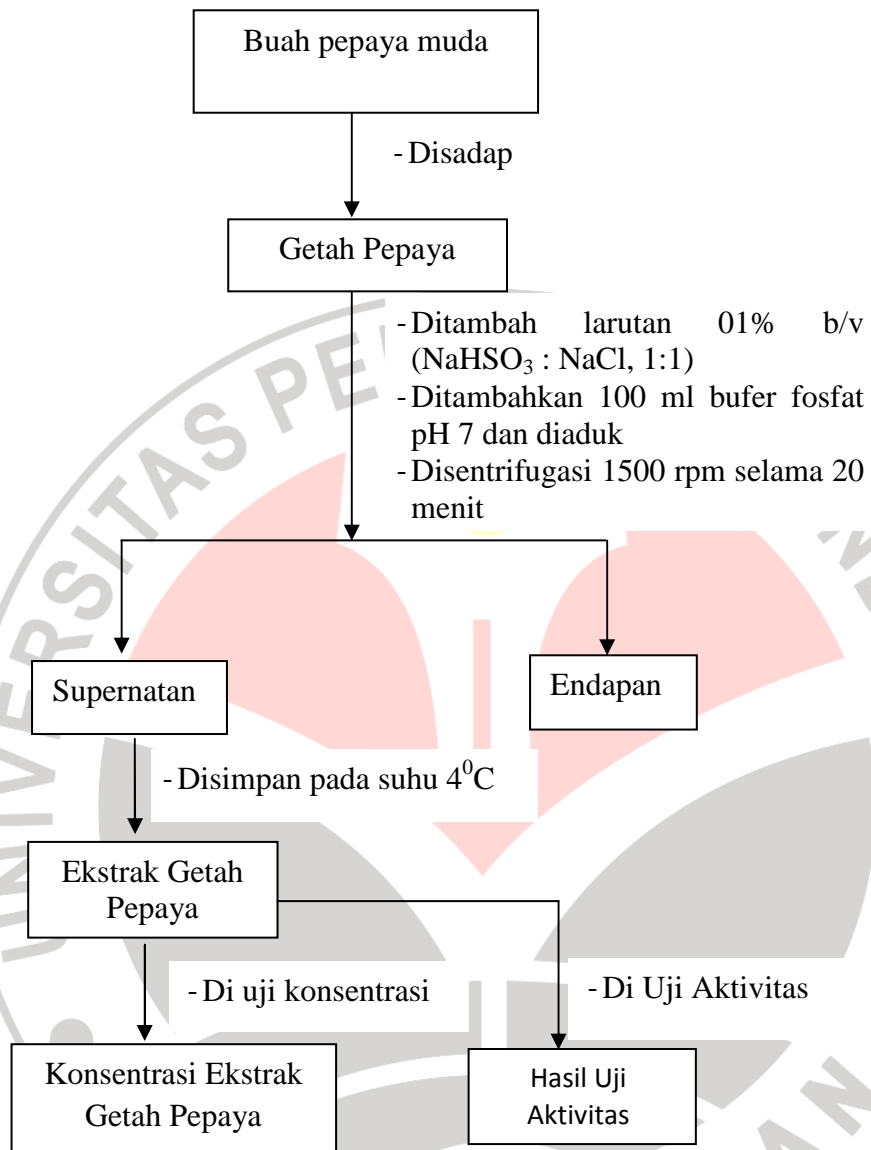 Buah pepaya muda
- Disadap
Getah Pepaya
- Ditambah larutan 01% b/v
(NaHSO₃ : NaCl, 1:1)
- Ditambahkan 100 ml bufer fosfat
pH 7 dan diaduk
- Disentrifugasi 1500 rpm selama 20
menit
Supernatan
Endapan
- Disimpan pada suhu 4⁰C
Ekstrak Getah
Pepaya
- Di uji konsentrasi
- Di Uji Aktivitas
Konsentrasi Ekstrak
Getah Pepaya
Hasil Uji
Aktivitas